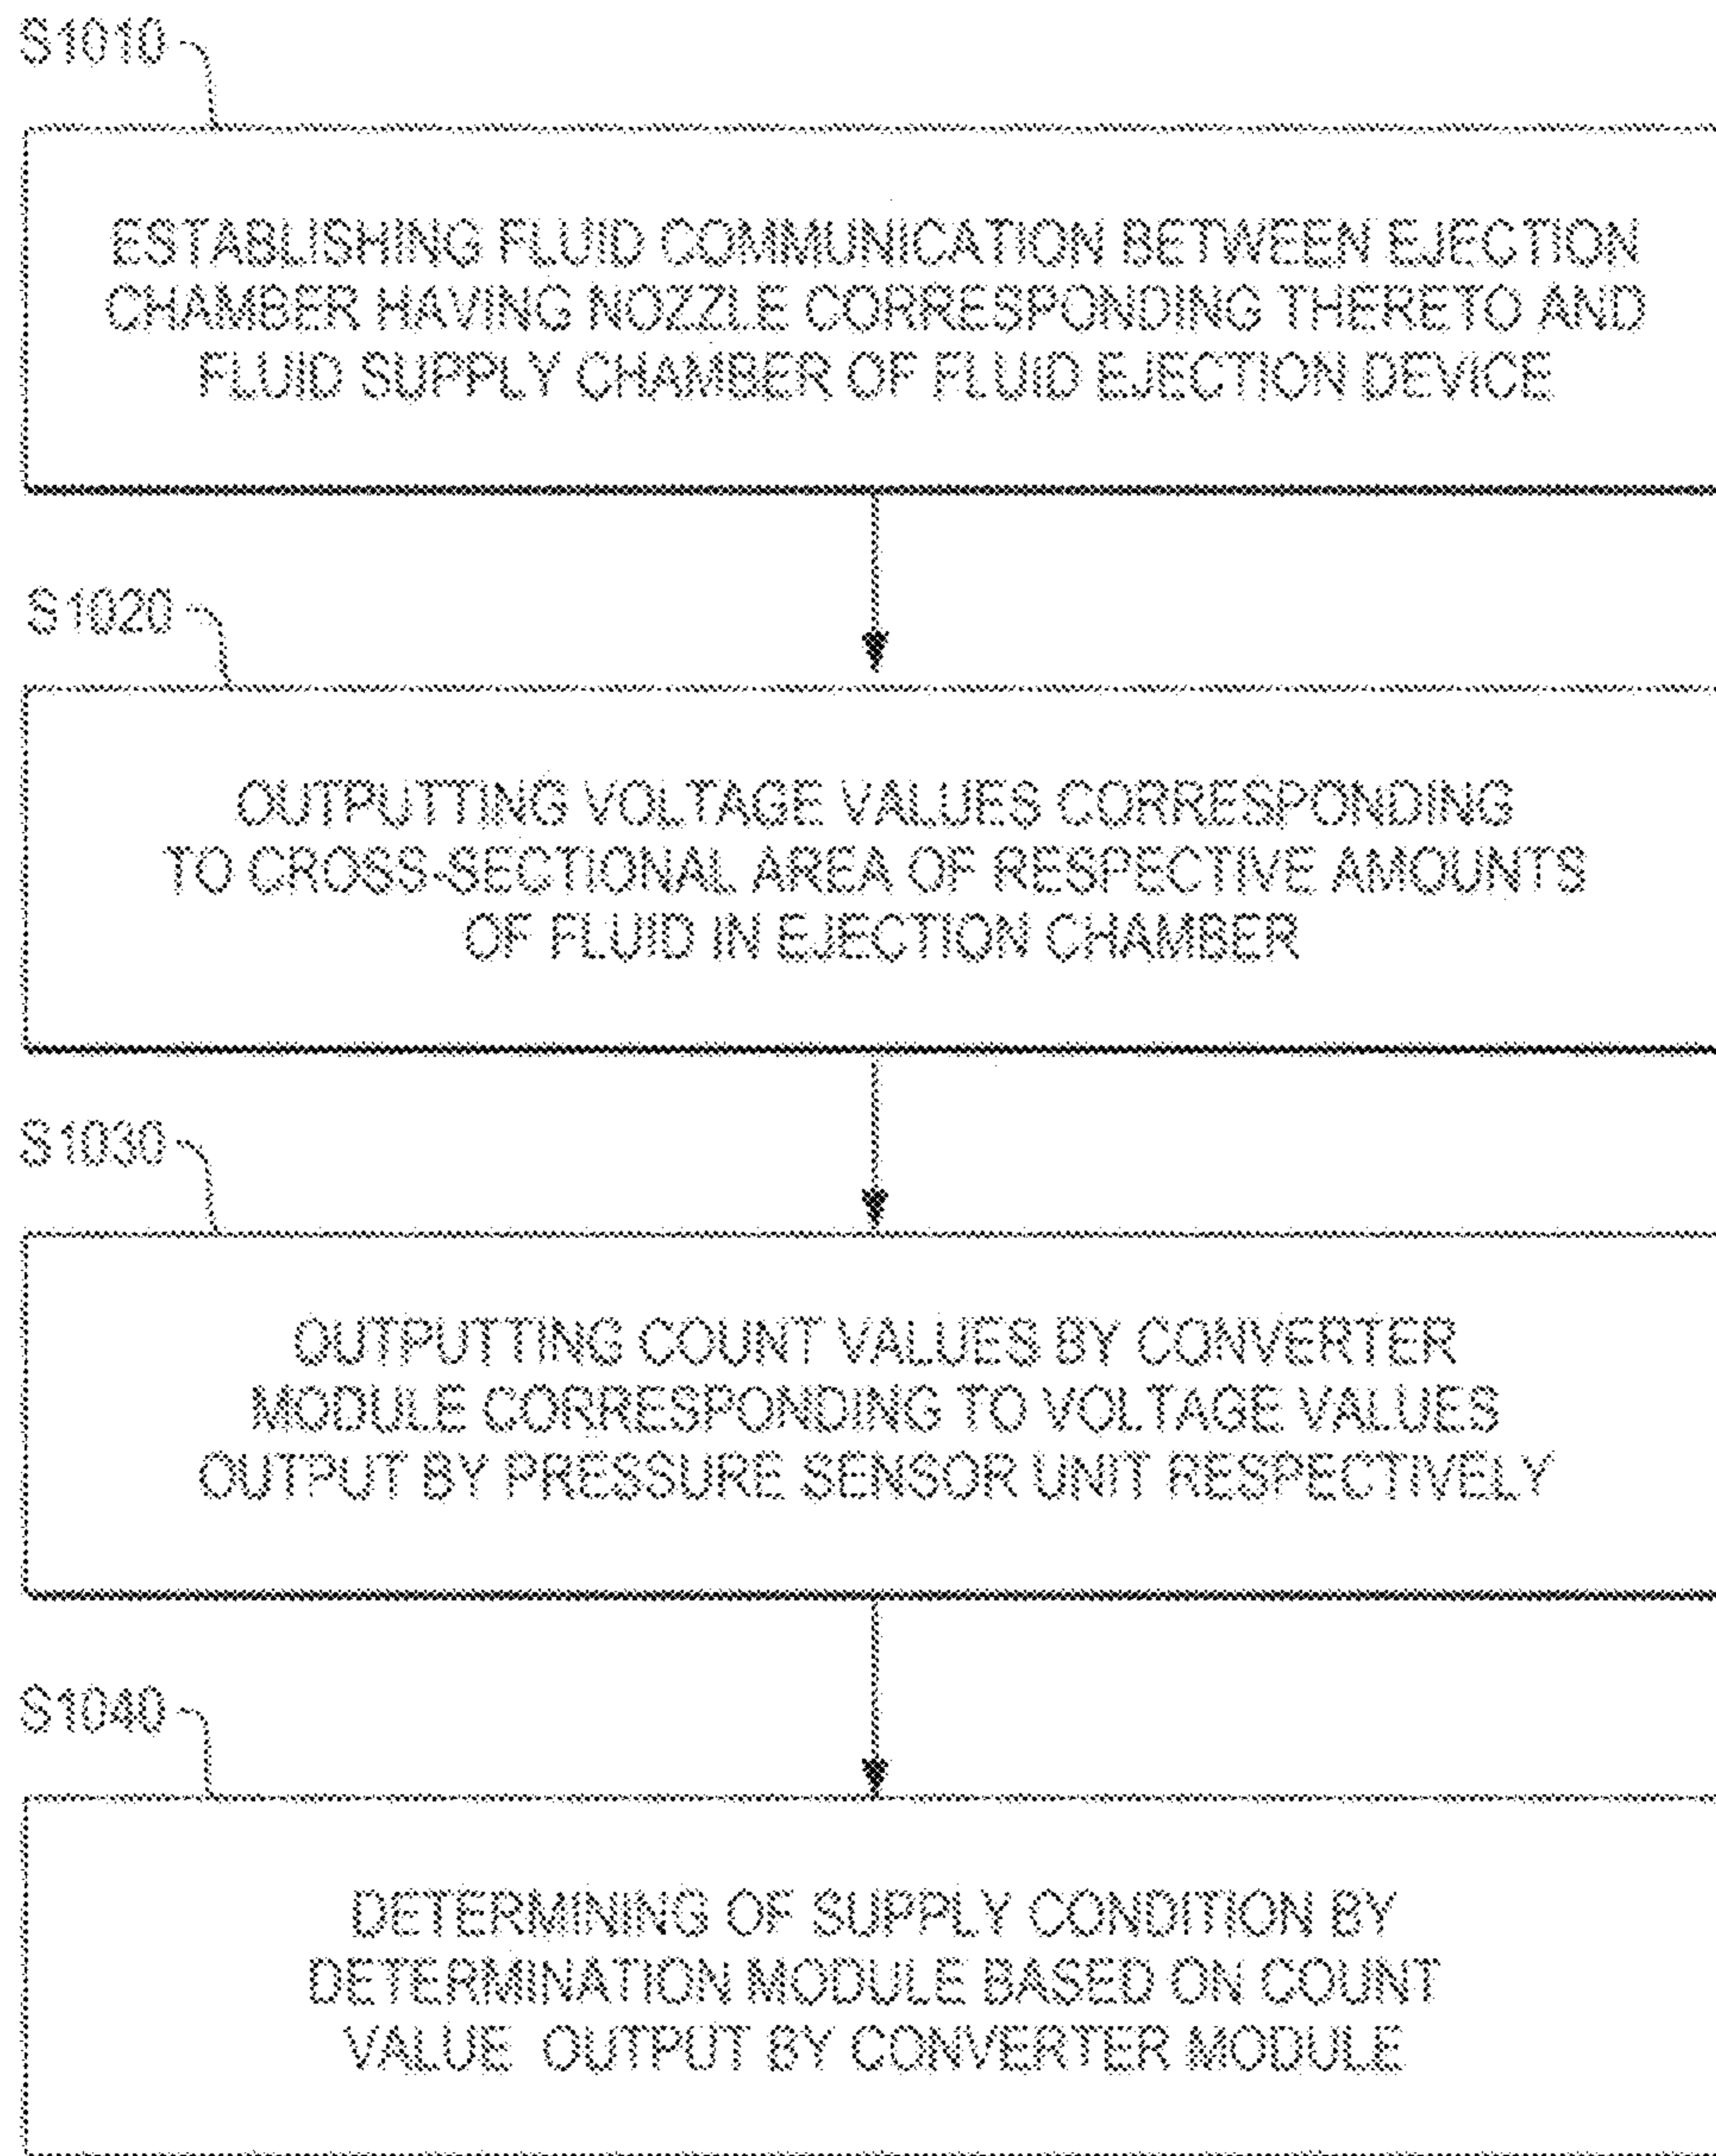 S1010
ESTABLISHING FLUID COMMUNICATION BETWEEN EJECTION
CHAMBER HAVING NOZZLE CORRESPONDING THERETO AND
FLUID SUPPLY CHAMBER OF FLUID EJECTION DEVICE
S1020
OUTPUTTING VOLTAGE VALUES CORRESPONDING
TO CROSS-SECTIONAL AREA OF RESPECTIVE AMOUNTS
OF FLUID IN EJECTION CHAMBER
S1030
OUTPUTTING COUNT VALUES BY CONVERTER
MODULE CORRESPONDING TO VOLTAGE VALUES
OUTPUT BY PRESSURE SENSOR UNIT RESPECTIVELY
S1040
DETERMINING OF SUPPLY CONDITION BY
DETERMINATION MODULE BASED ON COUNT
VALUE OUTPUT BY CONVERTER MODULE